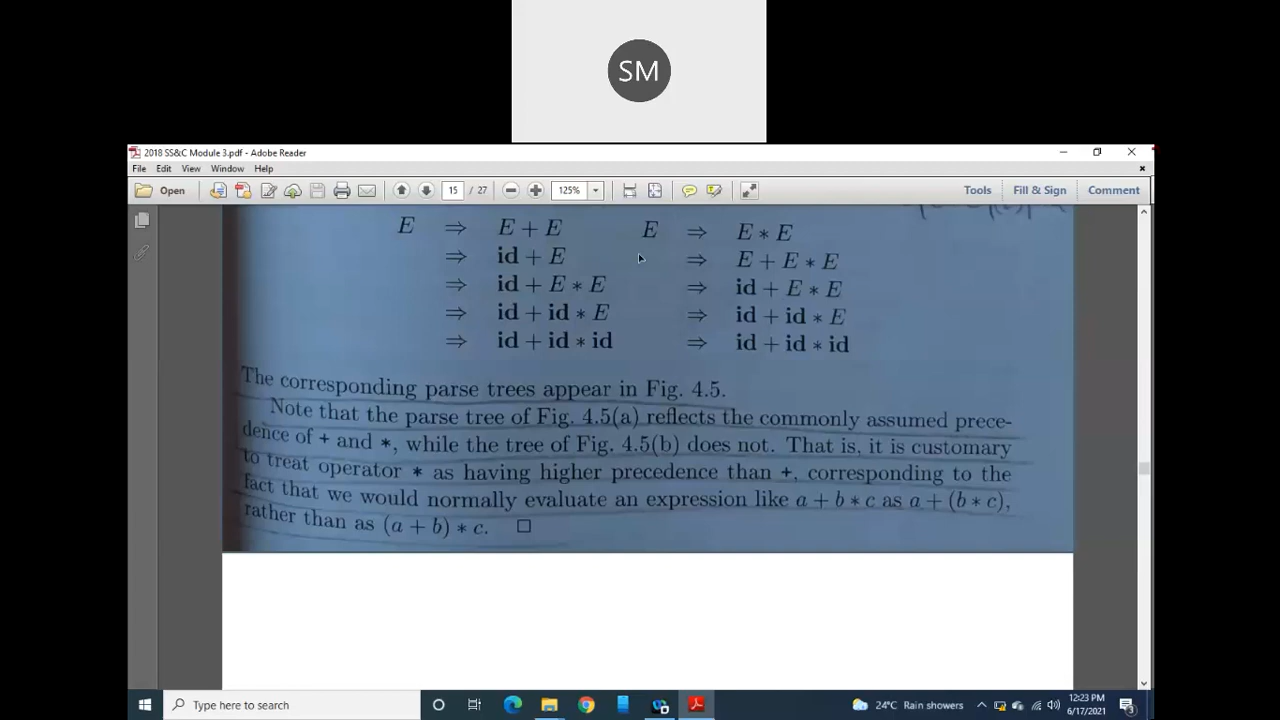 SM
2018 SS&C Module 3.pdf - Adobe Reader
File Edit View Window Help
Open 15 / 27 125% Tools Fill & Sign Comment
E ⇒ E + E E ⇒ E * E
⇒ id + E ⇒ E + E * E
⇒ id + E * E ⇒ id + E * E
⇒ id + id * E ⇒ id + id * E
⇒ id + id * id ⇒ id + id * id
The corresponding parse trees appear in Fig. 4.5.
Note that the parse tree of Fig. 4.5(a) reflects the commonly assumed prece-
dence of + and *, while the tree of Fig. 4.5(b) does not. That is, it is customary
to treat operator * as having higher precedence than +, corresponding to the
fact that we would normally evaluate an expression like a + b * c as a + (b * c),
rather than as (a + b) * c. □
Type here to search
24°C Rain showers
12:23 PM
6/17/2021
3